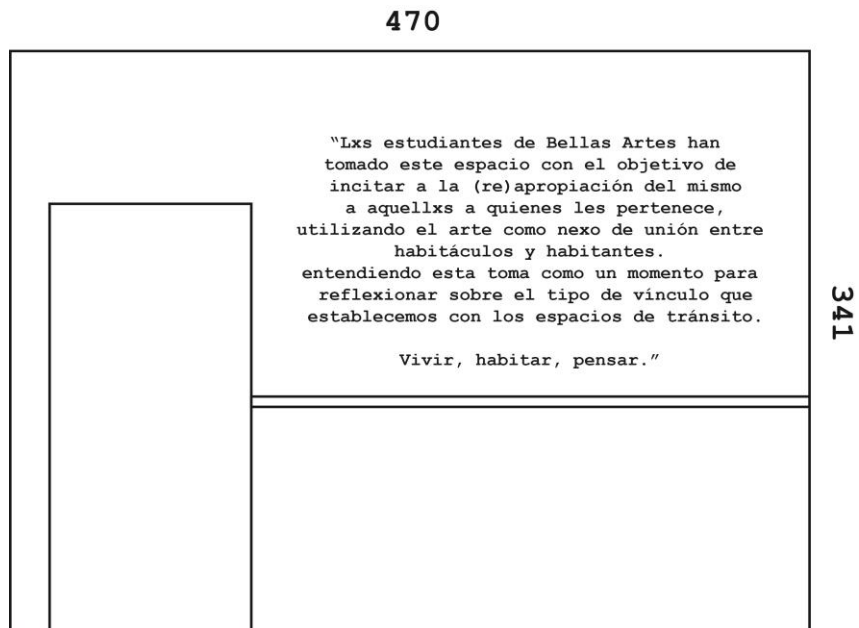 470
“Lxs estudiantes de Bellas Artes han
tomado este espacio con el objetivo de
incitar a la (re)apropiación del mismo
a aquellxs a quienes les pertenece,
utilizando el arte como nexo de unión entre
habitáculos y habitantes.
entendiendo esta toma como un momento para
reflexionar sobre el tipo de vínculo que
establecemos con los espacios de tránsito.
Vivir, habitar, pensar.”
341